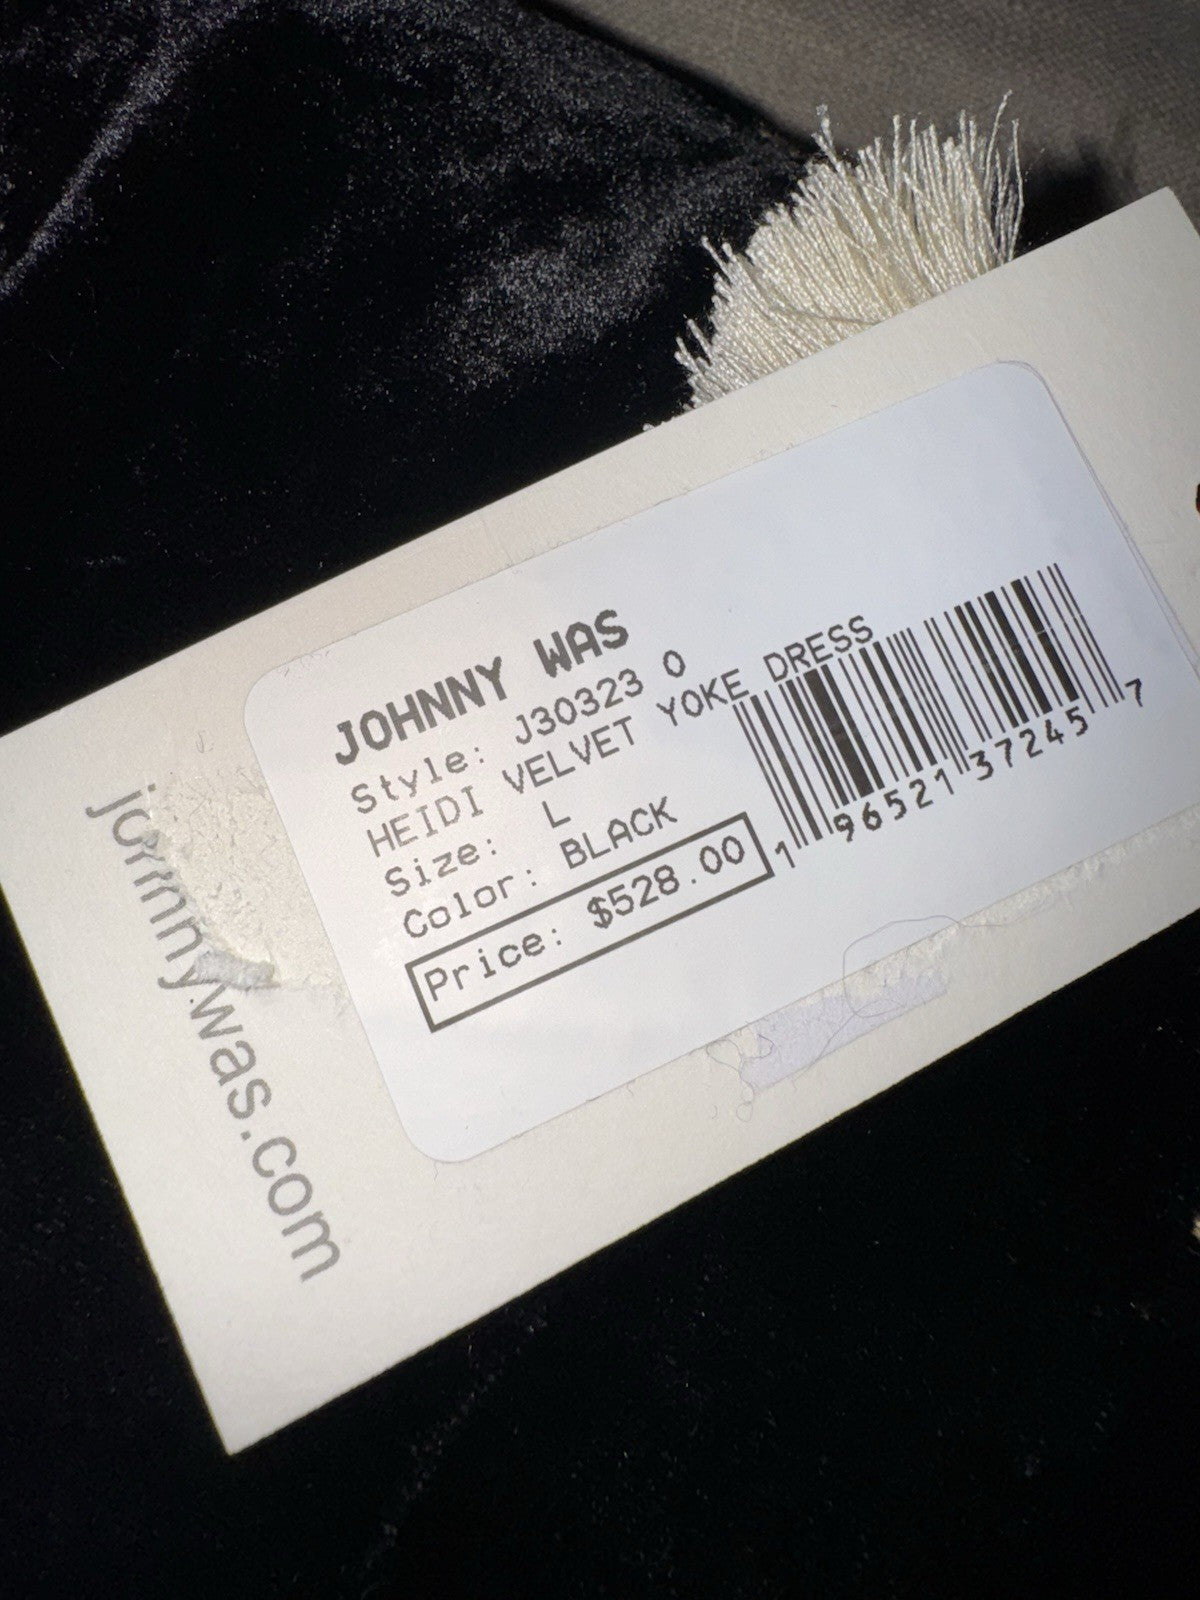 JOHNNY WAS
Style: J30323 O
HEIDI VELVET YOKE DRESS
Size: L
Color: BLACK
Price: $528.00
1 96521 37245 7
johnnywas.com